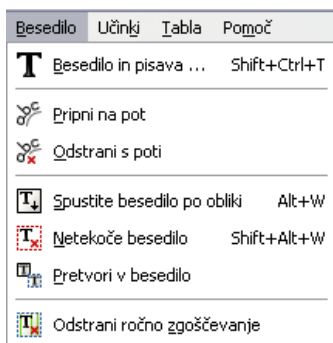 Besedilo Učinki Tabla Pomoč
Besedilo in pisava ... Shift+Ctrl+T
Pripni na pot
Odstrani s poti
Spustite besedilo po obliki Alt+W
Netekoče besedilo Shift+Alt+W
Pretvori v besedilo
Odstrani ročno zgoščevanje